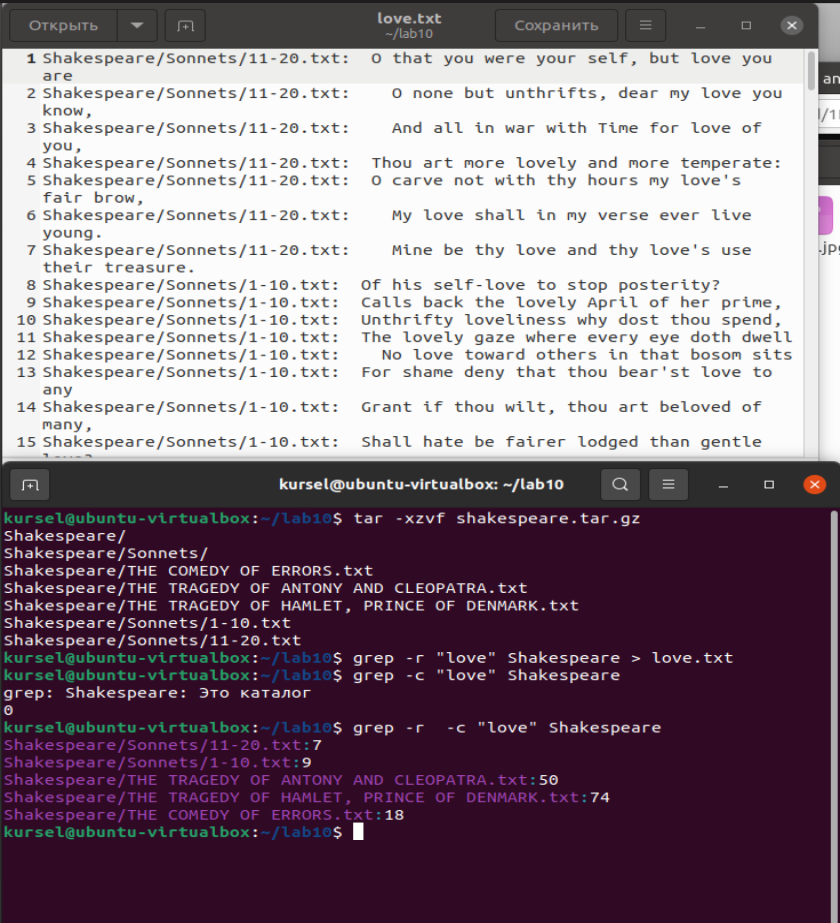 Открыть
love.txt
~/lab10
Сохранить
1 Shakespeare/Sonnets/11-20.txt:  O that you were your self, but love you
are
2 Shakespeare/Sonnets/11-20.txt:    O none but unthrifts, dear my love you
know,
3 Shakespeare/Sonnets/11-20.txt:    And all in war with Time for love of
you,
4 Shakespeare/Sonnets/11-20.txt:  Thou art more lovely and more temperate:
5 Shakespeare/Sonnets/11-20.txt:  O carve not with thy hours my love's
fair brow,
6 Shakespeare/Sonnets/11-20.txt:    My love shall in my verse ever live
young.
7 Shakespeare/Sonnets/11-20.txt:    Mine be thy love and thy love's use
their treasure.
8 Shakespeare/Sonnets/1-10.txt:  Of his self-love to stop posterity?
9 Shakespeare/Sonnets/1-10.txt:  Calls back the lovely April of her prime,
10 Shakespeare/Sonnets/1-10.txt:  Unthrifty loveliness why dost thou spend,
11 Shakespeare/Sonnets/1-10.txt:  The lovely gaze where every eye doth dwell
12 Shakespeare/Sonnets/1-10.txt:    No love toward others in that bosom sits
13 Shakespeare/Sonnets/1-10.txt:  For shame deny that thou bear'st love to
any
14 Shakespeare/Sonnets/1-10.txt:  Grant if thou wilt, thou art beloved of
many,
15 Shakespeare/Sonnets/1-10.txt:  Shall hate be fairer lodged than gentle
kursel@ubuntu-virtualbox: ~/lab10
kursel@ubuntu-virtualbox:~/lab10$ tar -xzvf shakespeare.tar.gz
Shakespeare/
Shakespeare/Sonnets/
Shakespeare/THE COMEDY OF ERRORS.txt
Shakespeare/THE TRAGEDY OF ANTONY AND CLEOPATRA.txt
Shakespeare/THE TRAGEDY OF HAMLET, PRINCE OF DENMARK.txt
Shakespeare/Sonnets/1-10.txt
Shakespeare/Sonnets/11-20.txt
kursel@ubuntu-virtualbox:~/lab10$ grep -r "love" Shakespeare > love.txt
kursel@ubuntu-virtualbox:~/lab10$ grep -c "love" Shakespeare
grep: Shakespeare: Это каталог
0
kursel@ubuntu-virtualbox:~/lab10$ grep -r  -c "love" Shakespeare
Shakespeare/Sonnets/11-20.txt:7
Shakespeare/Sonnets/1-10.txt:9
Shakespeare/THE TRAGEDY OF ANTONY AND CLEOPATRA.txt:50
Shakespeare/THE TRAGEDY OF HAMLET, PRINCE OF DENMARK.txt:74
Shakespeare/THE COMEDY OF ERRORS.txt:18
kursel@ubuntu-virtualbox:~/lab10$